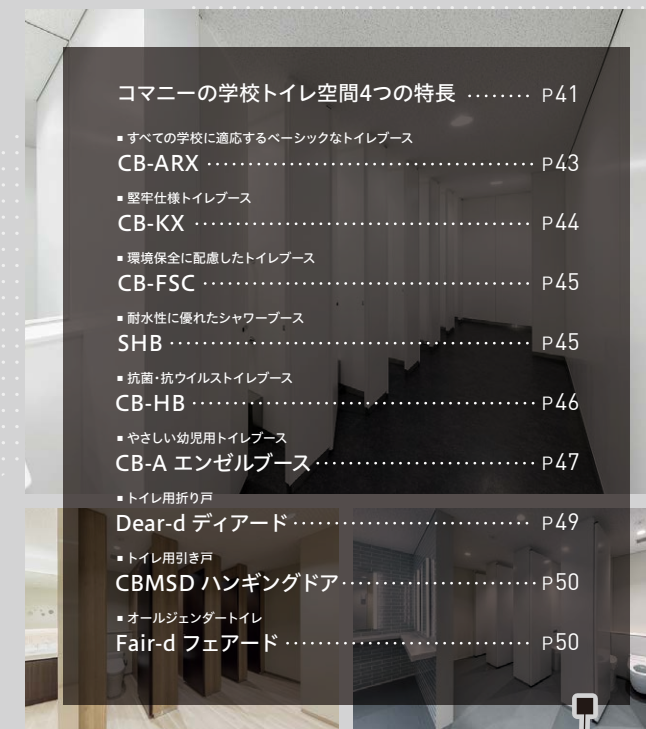 コマニーの学校トイレ空間4つの特長 ········ P41
■ すべての学校に適応するベーシックなトイレブース
CB-ARX ········ P43
■ 堅牢仕様トイレブース
CB-KX ········ P44
■ 環境保全に配慮したトイレブース
CB-FSC ········ P45
■ 耐水性に優れたシャワーブース
SHB ········ P45
■ 抗菌・抗ウイルストイレブース
CB-HB ········ P46
■ やさしい幼児用トイレブース
CB-A エンゼルブース ········ P47
■ トイレ用折り戸
Dear-d ディアード ········ P49
■ トイレ用引き戸
CBMSD ハンギングドア ········ P50
■ オールジェンダートイレ
Fair-d フェアード ········ P50